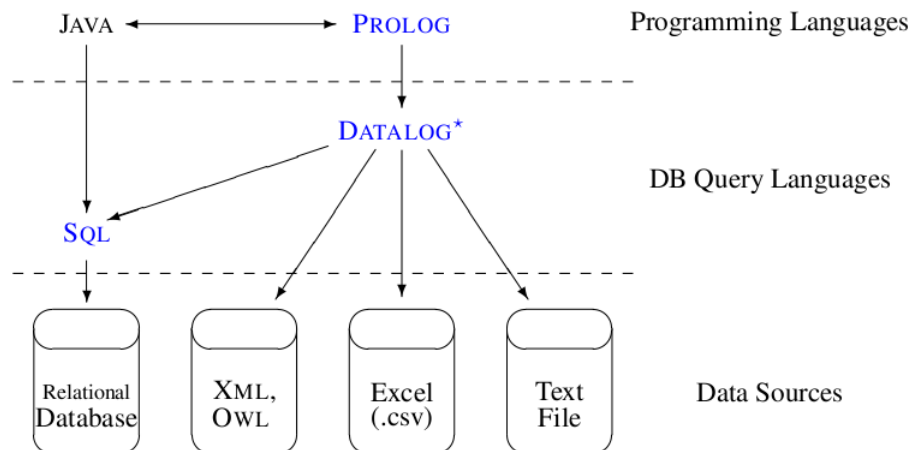 JAVA PROLOG Programming Languages
DATALOG*
DB Query Languages
SQL
Relational Database
XML, OWL
Excel (.csv)
Text File
Data Sources